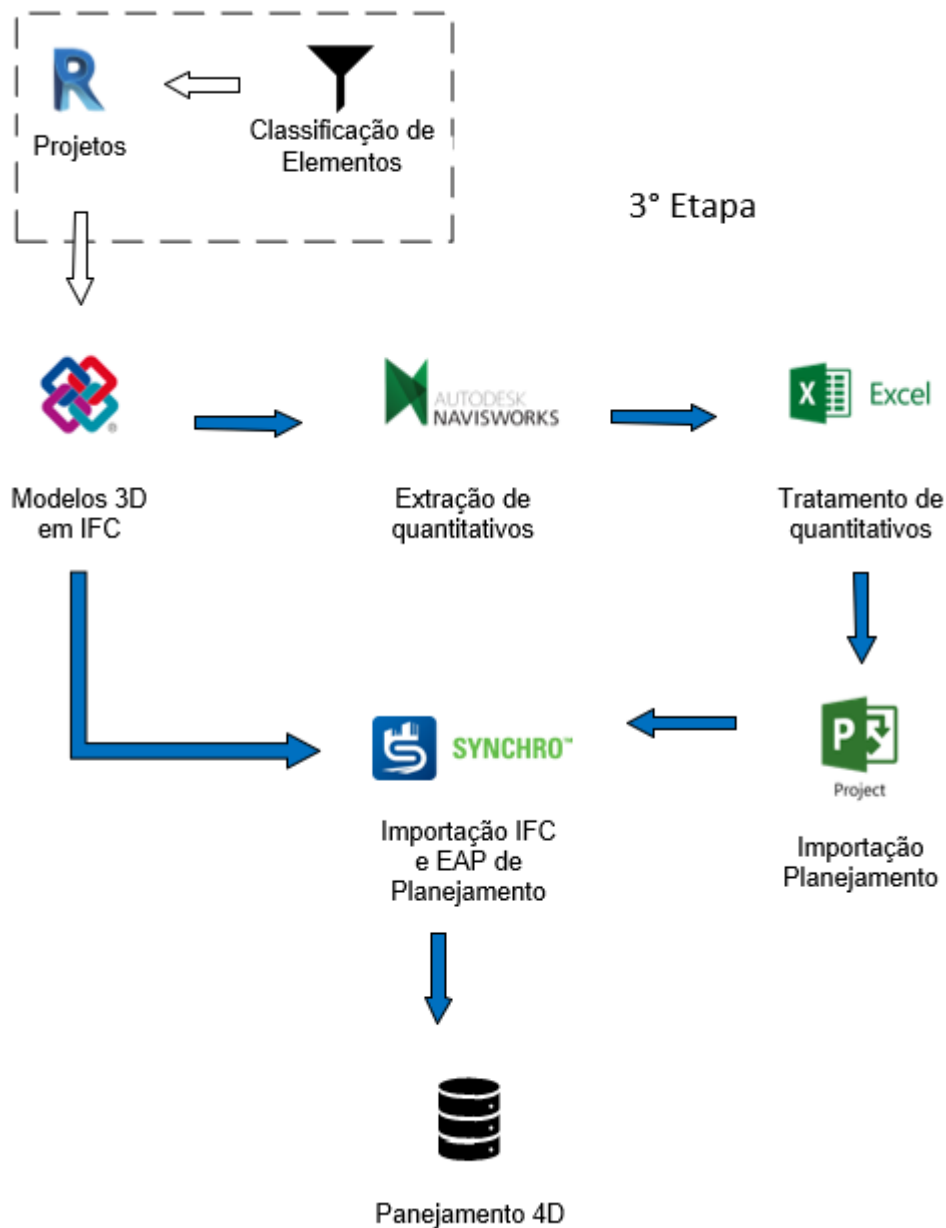 Projetos
Classificação de
Elementos
3° Etapa
AUTODESK
NAVISWORKS
X
Excel
Modelos 3D
em IFC
Extração de
quantitativos
Tratamento de
quantitativos
SYNCHRO™
P
Project
Importação IFC
e EAP de
Planejamento
Importação
Planejamento
Panejamento 4D